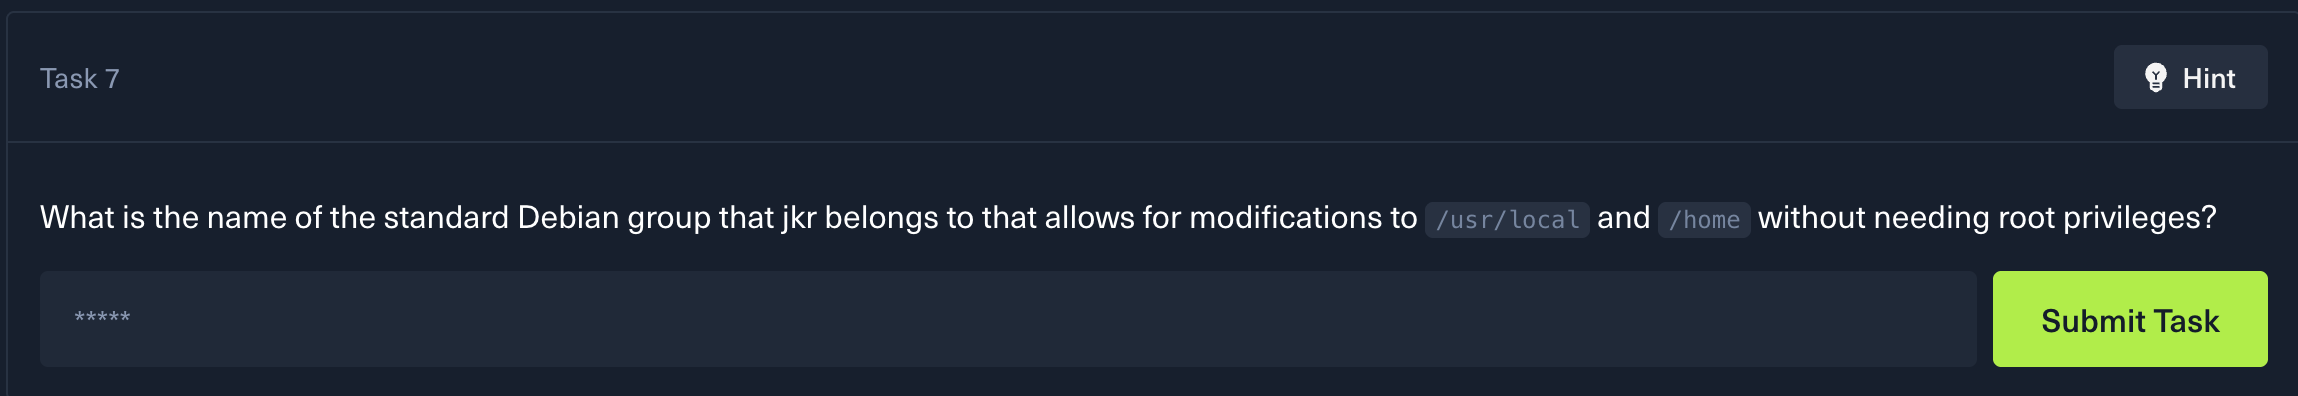 Task 7
Hint
What is the name of the standard Debian group that jkr belongs to that allows for modifications to /usr/local and /home without needing root privileges?
*****
Submit Task